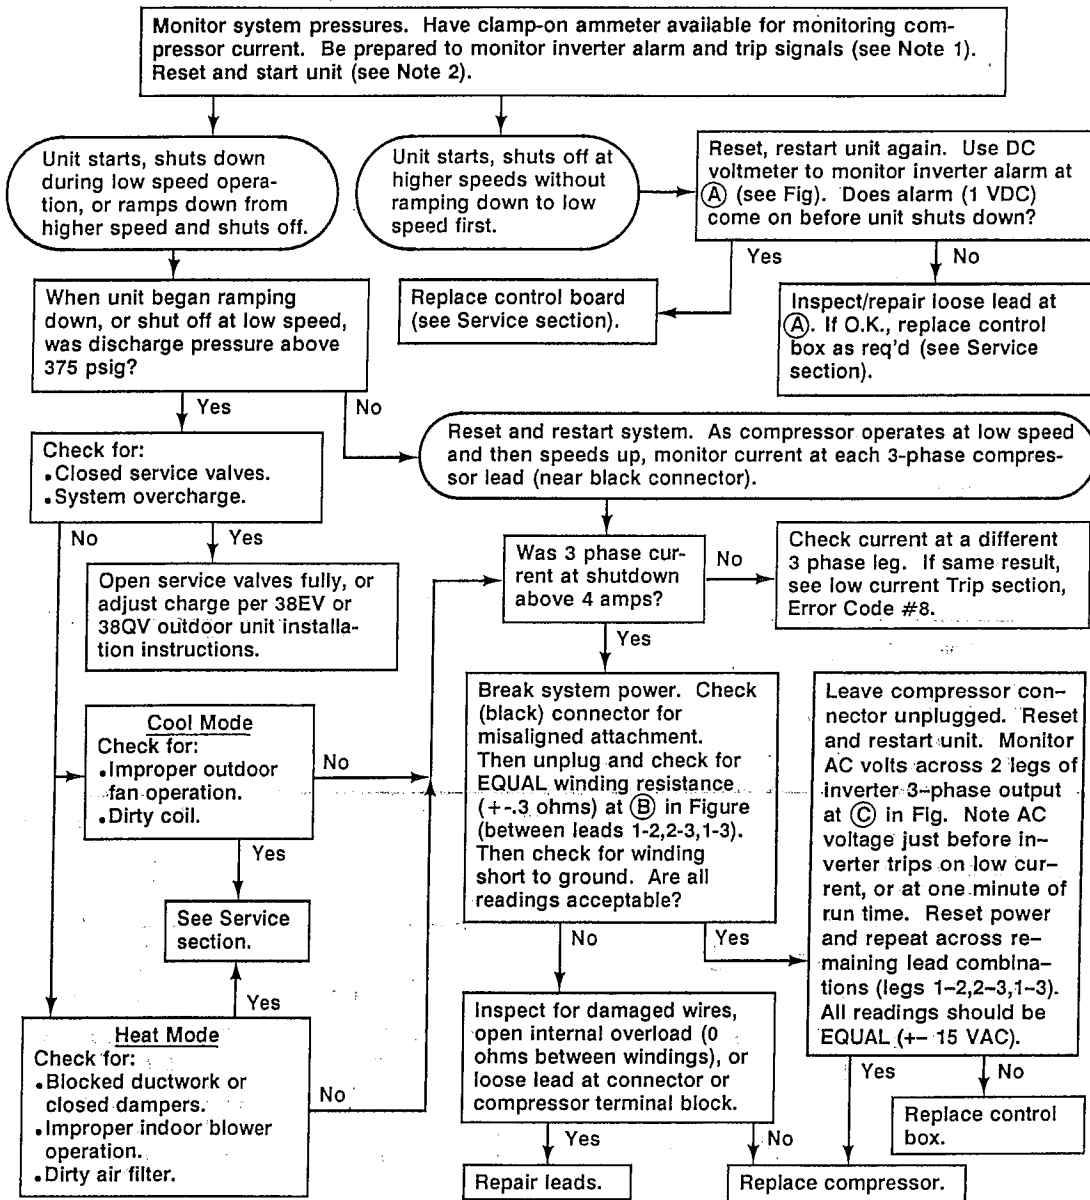 Monitor system pressures. Have clamp-on ammeter available for monitoring com-
pressor current. Be prepared to monitor inverter alarm and trip signals (see Note 1).
Reset and start unit (see Note 2).
Unit starts, shuts down
during low speed opera-
tion, or ramps down from
higher speed and shuts off.
Unit starts, shuts off at
higher speeds without
ramping down to low
speed first.
Reset, restart unit again. Use DC
voltmeter to monitor inverter alarm at
Ⓐ (see Fig). Does alarm (1 VDC)
come on before unit shuts down?
Yes
No
When unit began ramping
down, or shut off at low speed,
was discharge pressure above
375 psig?
Replace control board
(see Service section).
Inspect/repair loose lead at
Ⓐ. If O.K., replace control
box as req'd (see Service
section).
Yes
No
Check for:
•Closed service valves.
•System overcharge.
Reset and restart system. As compressor operates at low speed
and then speeds up, monitor current at each 3-phase compres-
sor lead (near black connector).
No
Yes
Open service valves fully, or
adjust charge per 38EV or
38QV outdoor unit installa-
tion instructions.
Was 3 phase cur-
rent at shutdown
above 4 amps?
No
Check current at a different
3 phase leg. If same result,
see low current Trip section,
Error Code #8.
Yes
Cool Mode
Check for:
•Improper outdoor
fan operation.
•Dirty coil.
No
Yes
See Service
section.
Yes
Heat Mode
Check for:
•Blocked ductwork or
closed dampers.
•Improper indoor blower
operation.
•Dirty air filter.
No
Break system power. Check
(black) connector for
misaligned attachment.
Then unplug and check for
EQUAL winding resistance
(+-.3 ohms) at Ⓑ in Figure
(between leads 1-2,2-3,1-3).
Then check for winding
short to ground. Are all
readings acceptable?
No
Yes
Leave compressor con-
nector unplugged. Reset
and restart unit. Monitor
AC volts across 2 legs of
inverter 3-phase output
at Ⓒ in Fig. Note AC
voltage just before in-
verter trips on low cur-
rent, or at one minute of
run time. Reset power
and repeat across re-
maining lead combina-
tions (legs 1-2,2-3,1-3).
All readings should be
EQUAL (+- 15 VAC).
Yes
No
Inspect for damaged wires,
open internal overload (0
ohms between windings), or
loose lead at connector or
compressor terminal block.
Yes
No
Replace control
box.
Repair leads.
Replace compressor.